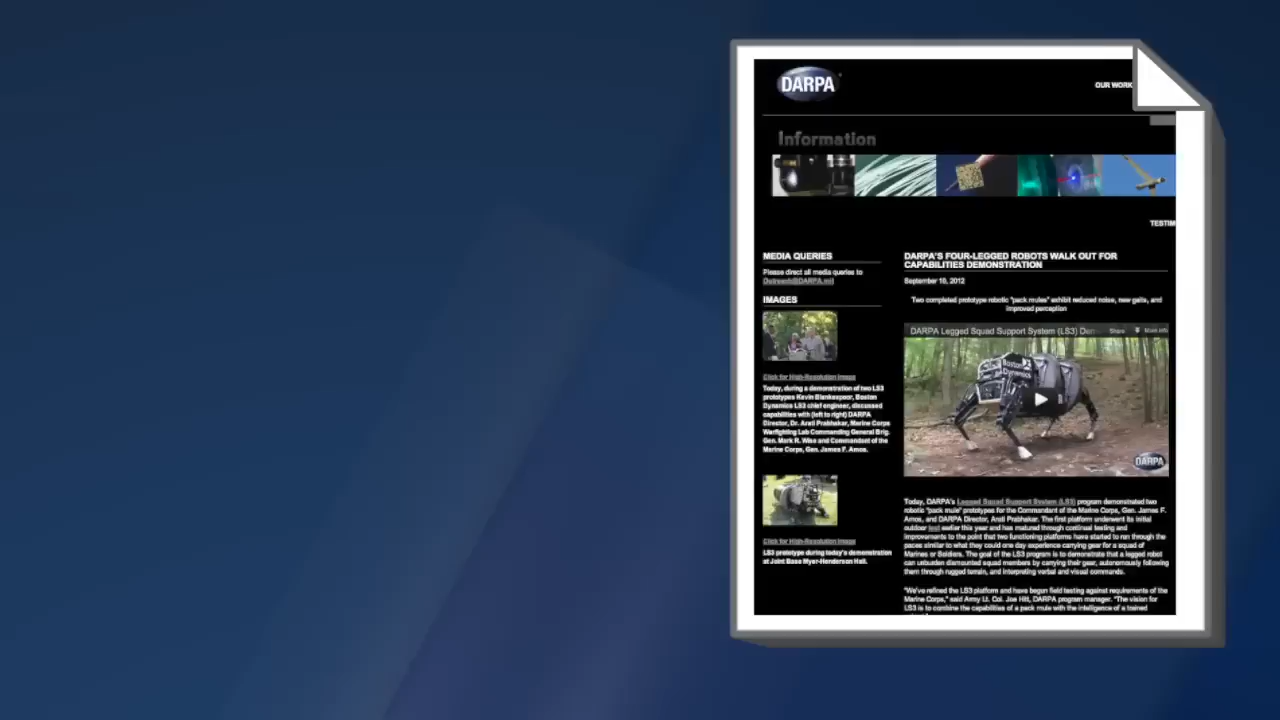 DARPA
OUR WORK
Information
TESTIM
MEDIA QUERIES
Please direct all media queries to
Outreach@DARPA.mil
IMAGES
Click for High-Resolution Image
Today, during a demonstration of two LS3
prototypes Kevin Blankespoor, Boston
Dynamics LS3 chief engineer, discussed
capabilities with (left to right) DARPA
Director, Dr. Arati Prabhakar, Marine Corps
Warfighting Lab Commanding General Brig.
Gen. Mark R. Wise and Commandant of the
Marine Corps, Gen. James F. Amos.
Click for High-Resolution Image
LS3 prototype during today's demonstration
at Joint Base Myer-Henderson Hall.
DARPA'S FOUR-LEGGED ROBOTS WALK OUT FOR
CAPABILITIES DEMONSTRATION
September 10, 2012
Two completed prototype robotic "pack mules" exhibit reduced noise, new gaits, and
improved perception
DARPA Legged Squad Support System (LS3) Den
Share
More info
Boston
Dynamics
DARPA
Today, DARPA's Legged Squad Support System (LS3) program demonstrated two
robotic "pack mule" prototypes for the Commandant of the Marine Corps, Gen. James F.
Amos, and DARPA Director, Arati Prabhakar. The first platform underwent its initial
outdoor test earlier this year and has matured through continual testing and
improvements to the point that two functioning platforms have started to run through the
paces similar to what they could one day experience carrying gear for a squad of
Marines or Soldiers. The goal of the LS3 program is to demonstrate that a legged robot
can unburden dismounted squad members by carrying their gear, autonomously following
them through rugged terrain, and interpreting verbal and visual commands.
"We've refined the LS3 platform and have begun field testing against requirements of the
Marine Corps," said Army Lt. Col. Joe Hitt, DARPA program manager. "The vision for
LS3 is to combine the capabilities of a pack mule with the intelligence of a trained